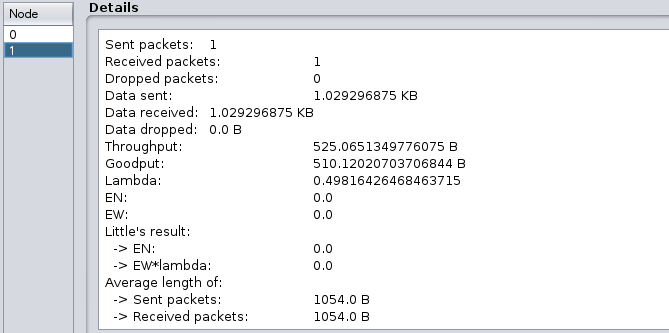 Node
Details
0
1
Sent packets: 1
Received packets: 1
Dropped packets: 0
Data sent: 1.029296875 KB
Data received: 1.029296875 KB
Data dropped: 0.0 B
Throughput: 525.0651349776075 B
Goodput: 510.12020703706844 B
Lambda: 0.49816426468463715
EN: 0.0
EW: 0.0
Little's result:
-> EN: 0.0
-> EW*lambda: 0.0
Average length of:
-> Sent packets: 1054.0 B
-> Received packets: 1054.0 B